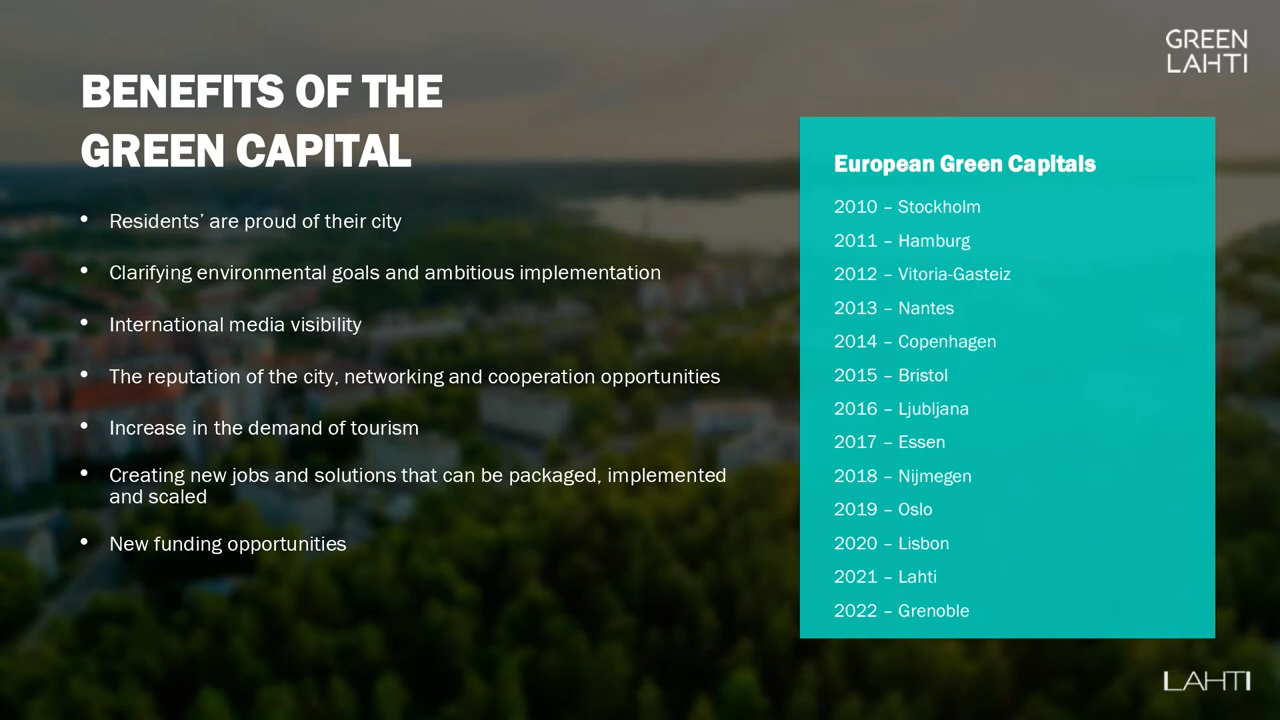 GREEN
LAHTI
BENEFITS OF THE
GREEN CAPITAL
• Residents’ are proud of their city
• Clarifying environmental goals and ambitious implementation
• International media visibility
• The reputation of the city, networking and cooperation opportunities
• Increase in the demand of tourism
• Creating new jobs and solutions that can be packaged, implemented
and scaled
• New funding opportunities
European Green Capitals
2010 – Stockholm
2011 – Hamburg
2012 – Vitoria-Gasteiz
2013 – Nantes
2014 – Copenhagen
2015 – Bristol
2016 – Ljubljana
2017 – Essen
2018 – Nijmegen
2019 – Oslo
2020 – Lisbon
2021 – Lahti
2022 – Grenoble
LAHTI